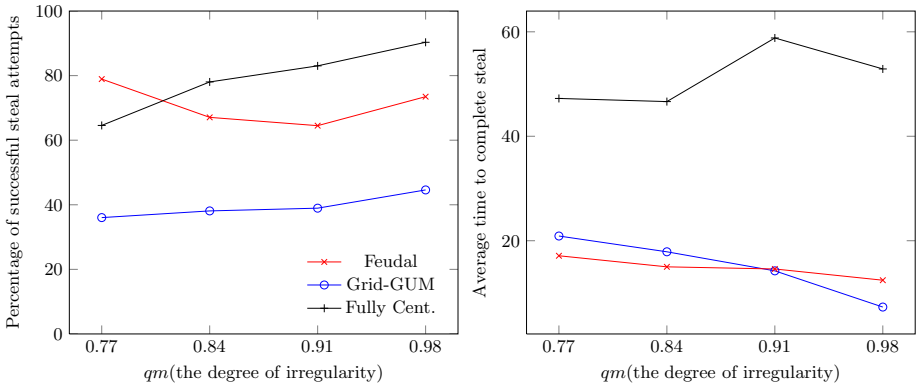 Percentage of successful steal attempts
100
80
60
40
20
0
0.77 0.84 0.91 0.98
qm(the degree of irregularity)
Feudal
Grid-GUM
Fully Cent.
Average time to complete steal
60
40
20
0.77 0.84 0.91 0.98
qm(the degree of irregularity)